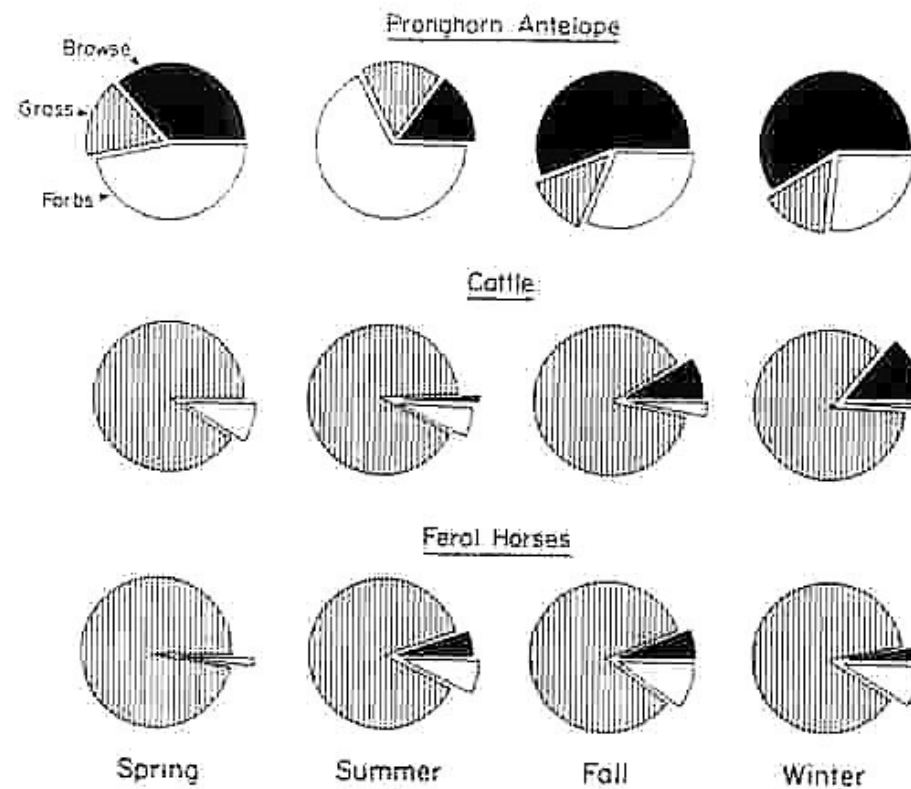 Pronghorn Antelope
Browse
Grass
Forbs
Cattle
Feral Horses
Spring Summer Fall Winter